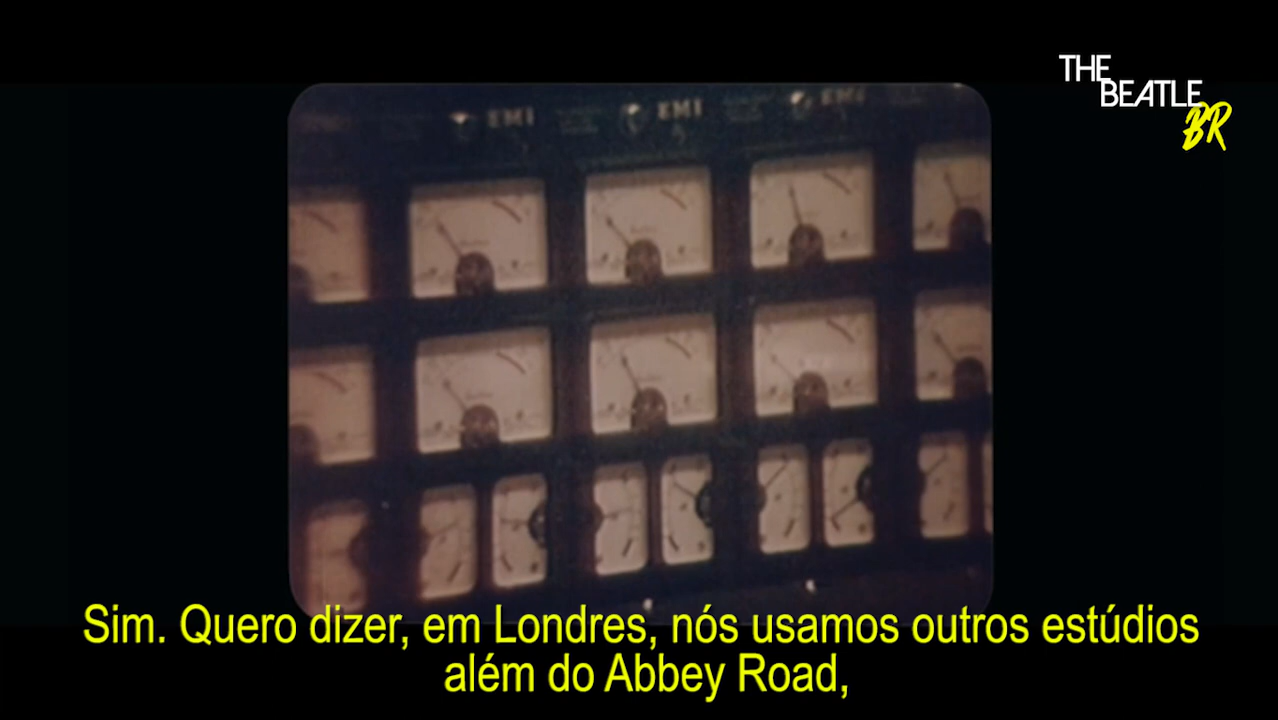 THE
BEATLE
BR
EMI EMI EMI
Sim. Quero dizer, em Londres, nós usamos outros estúdios
além do Abbey Road,